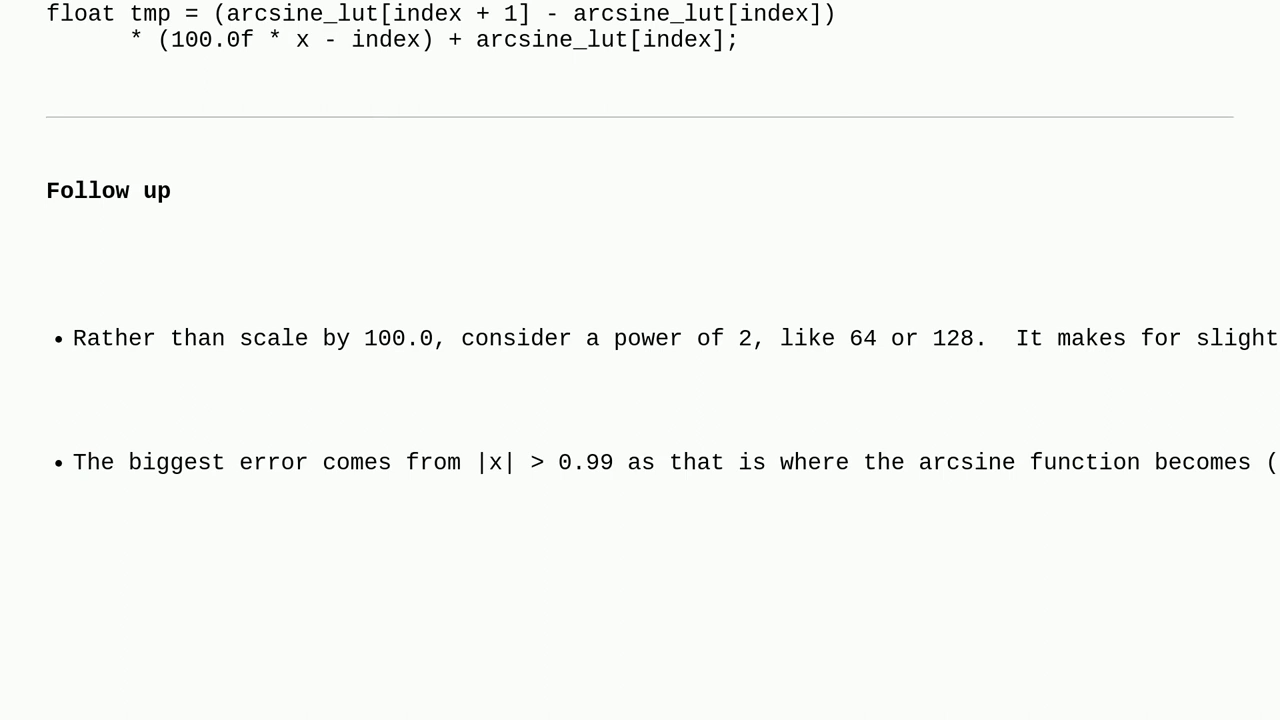 float tmp = (arcsine_lut[index + 1] - arcsine_lut[index])
      * (100.0f * x - index) + arcsine_lut[index];
Follow up
• Rather than scale by 100.0, consider a power of 2, like 64 or 128.  It makes for slight
• The biggest error comes from |x| > 0.99 as that is where the arcsine function becomes (